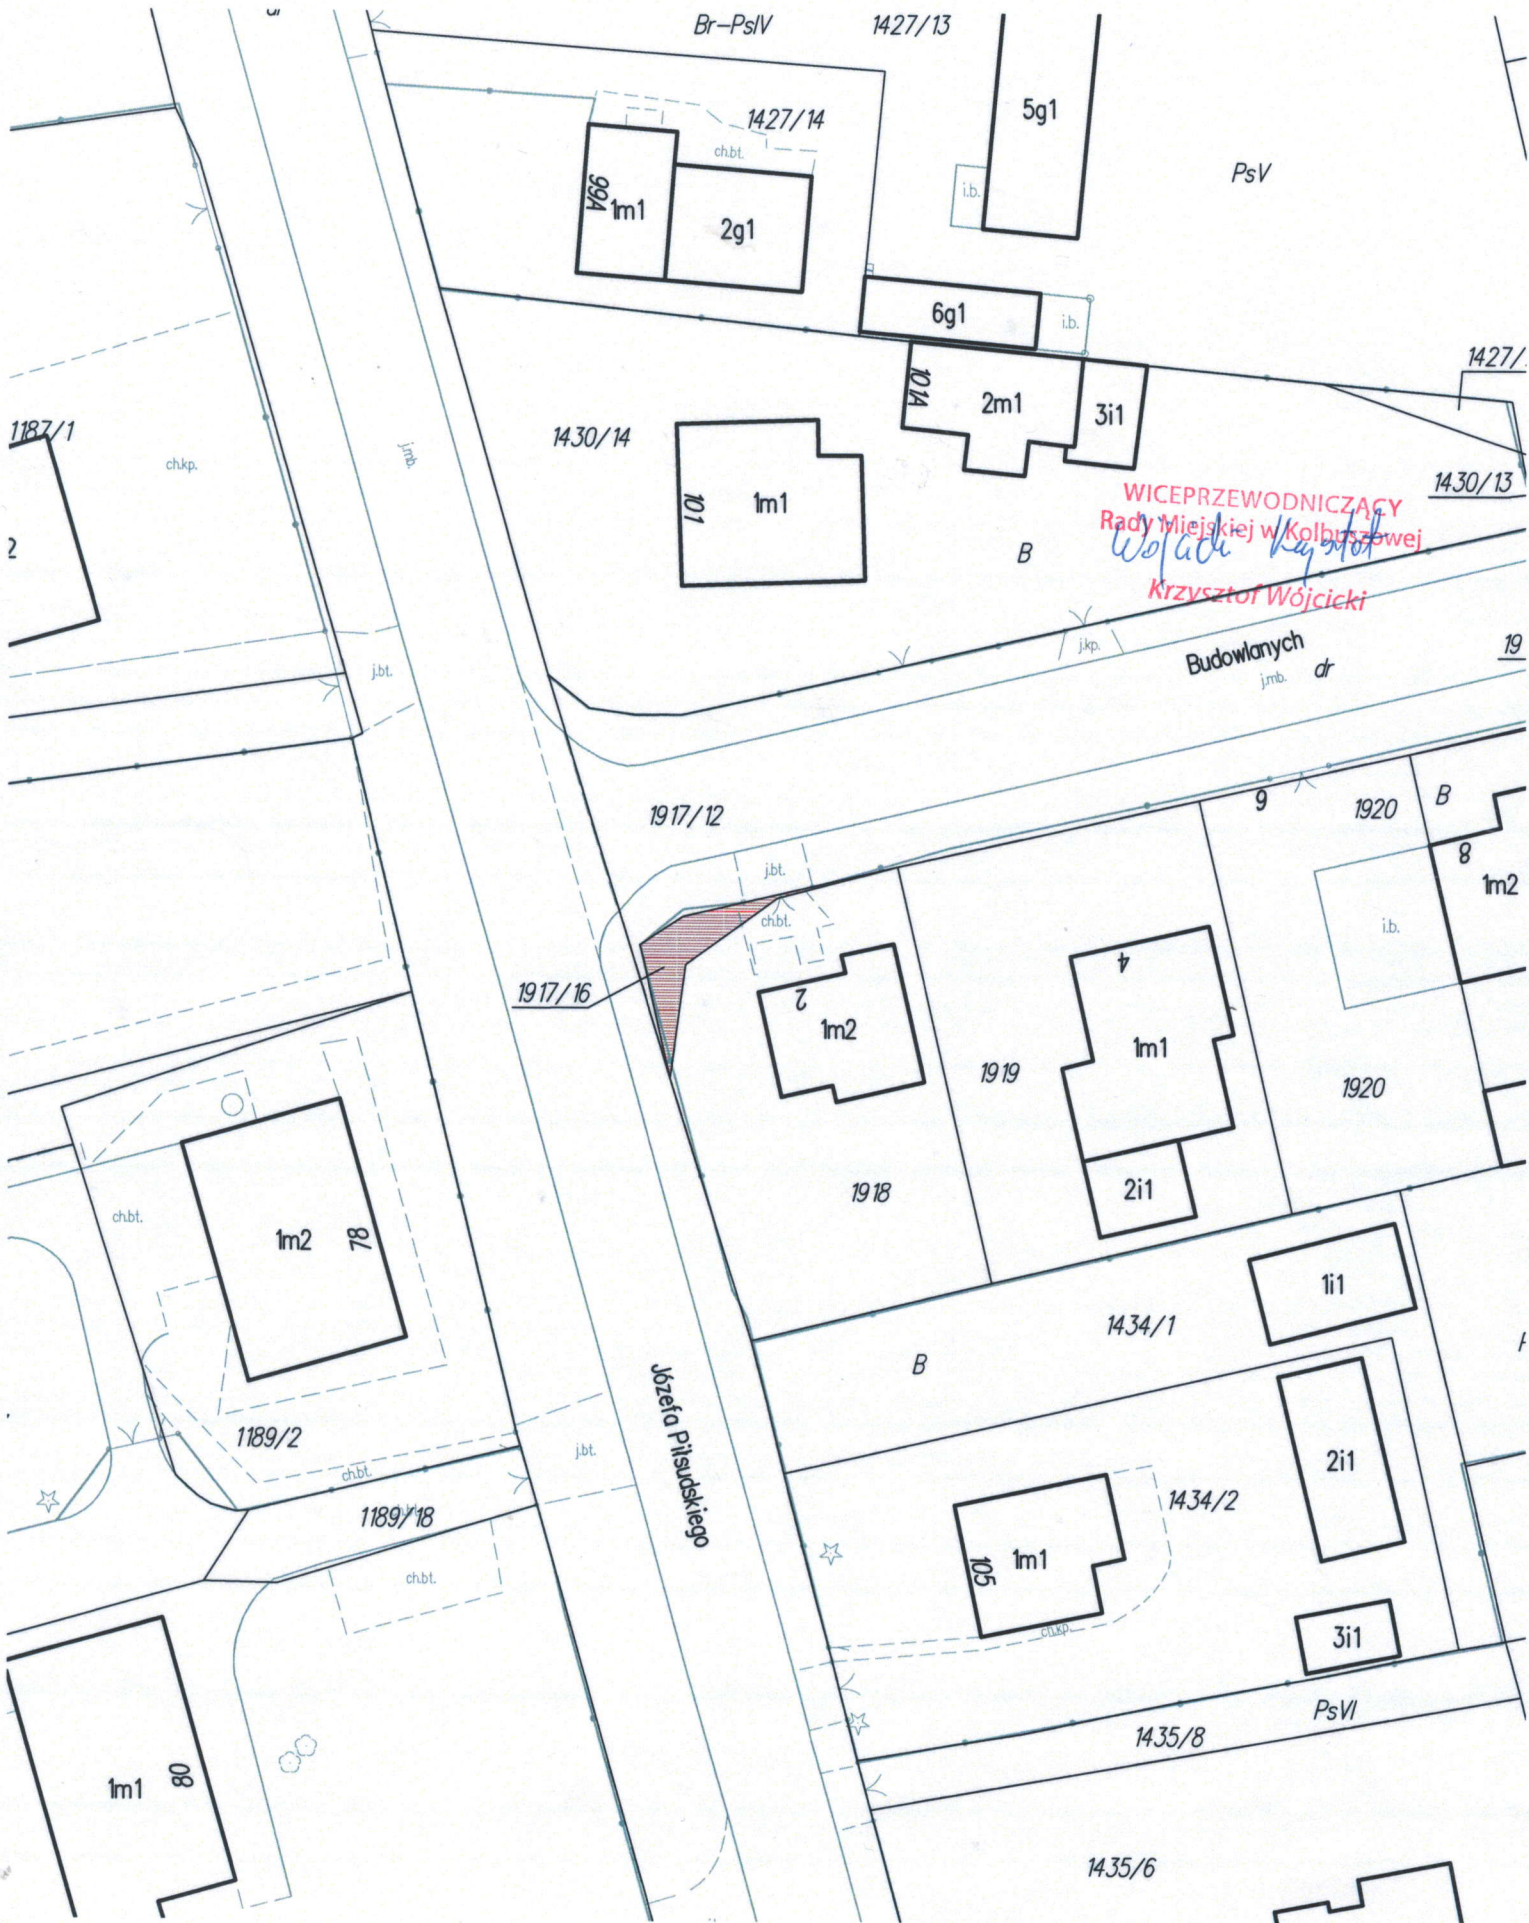 Br-PsIV
1427/13
1427/14
ch.bt.
5g1
PsV
i.b.
99A
1m1
2g1
6g1
i.b.
1427/
101A
2m1
3i1
1187/1
ch.kp.
j.mb.
1430/14
101
1m1
1430/13
WICEPRZEWODNICZĄCY
Rady Miejskiej w Kolbuszowej
Krzysztof Wójcicki
B
2
j.kp.
Budowlanych
j.mb.
dr
19
j.bt.
1917/12
6
1920
B
8
1m2
j.bt.
ch.bt.
i.b.
1917/16
2
1m2
4
1m1
1919
1920
1918
2i1
ch.bt.
1m2
78
1i1
1434/1
B
Józefa Piłsudskiego
1189/2
ch.bt.
j.bt.
2i1
1189/18
1434/2
105
1m1
ch.bt.
ch.kp.
3i1
PsVI
1435/8
1m1
80
1435/6